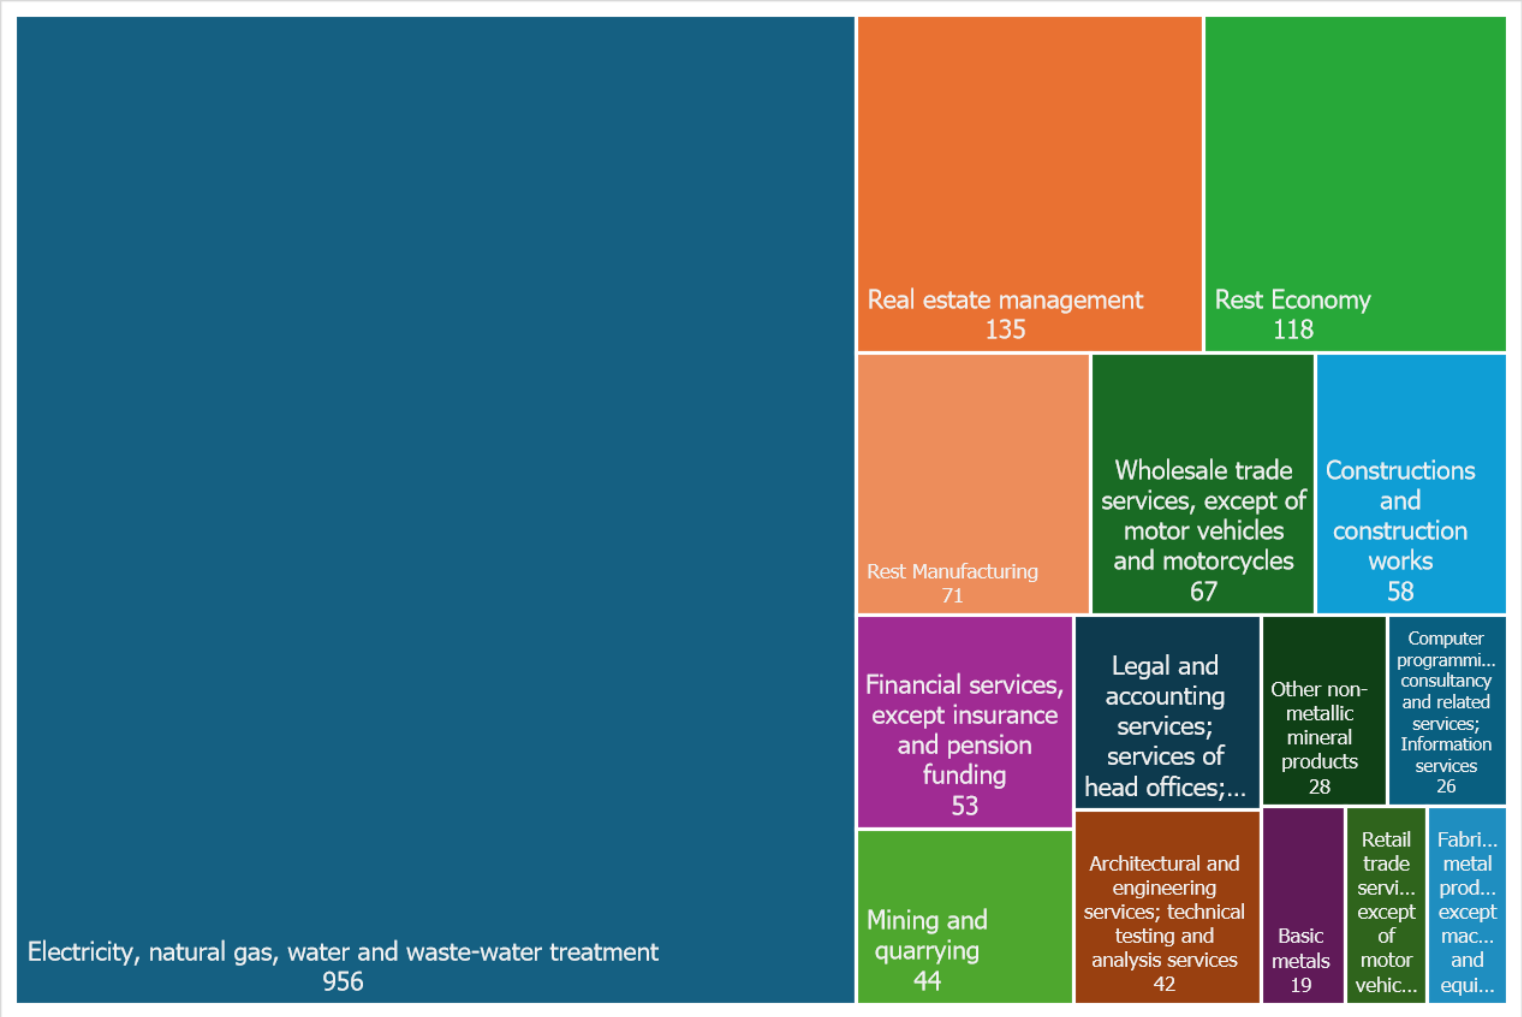 Real estate management
135
Rest Economy
118
Rest Manufacturing
71
Wholesale trade
services, except of
motor vehicles
and motorcycles
67
Constructions
and
construction
works
58
Financial services,
except insurance
and pension
funding
53
Legal and
accounting
services;
services of
head offices;...
Other non-
metallic
mineral
products
28
Computer
programmi...
consultancy
and related
services;
Information
services
26
Electricity, natural gas, water and waste-water treatment
956
Mining and
quarrying
44
Architectural and
engineering
services; technical
testing and
analysis services
42
Basic
metals
19
Retail
trade
servi...
except
of
motor
vehic...
Fabri...
metal
prod...
except
mac...
and
equi...